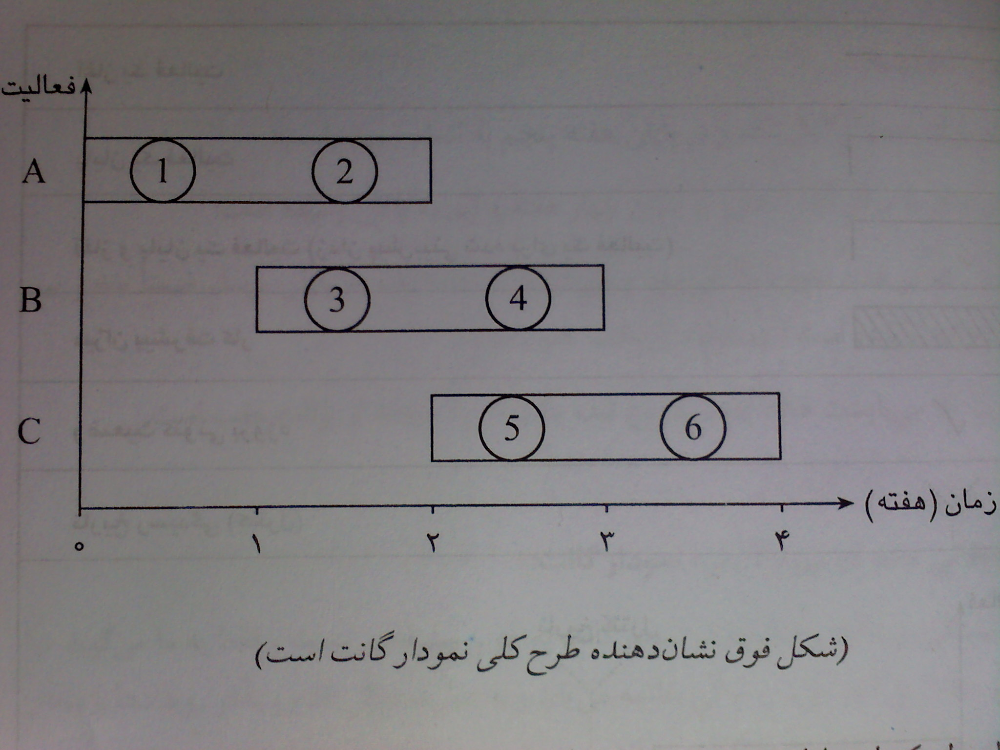 فعالیت
A 1 2
B 3 4
C 5 6
زمان (هفته)
۰ ۱ ۲ ۳ ۴
(شکل فوق نشان‌دهنده طرح کلی نمودار گانت است)